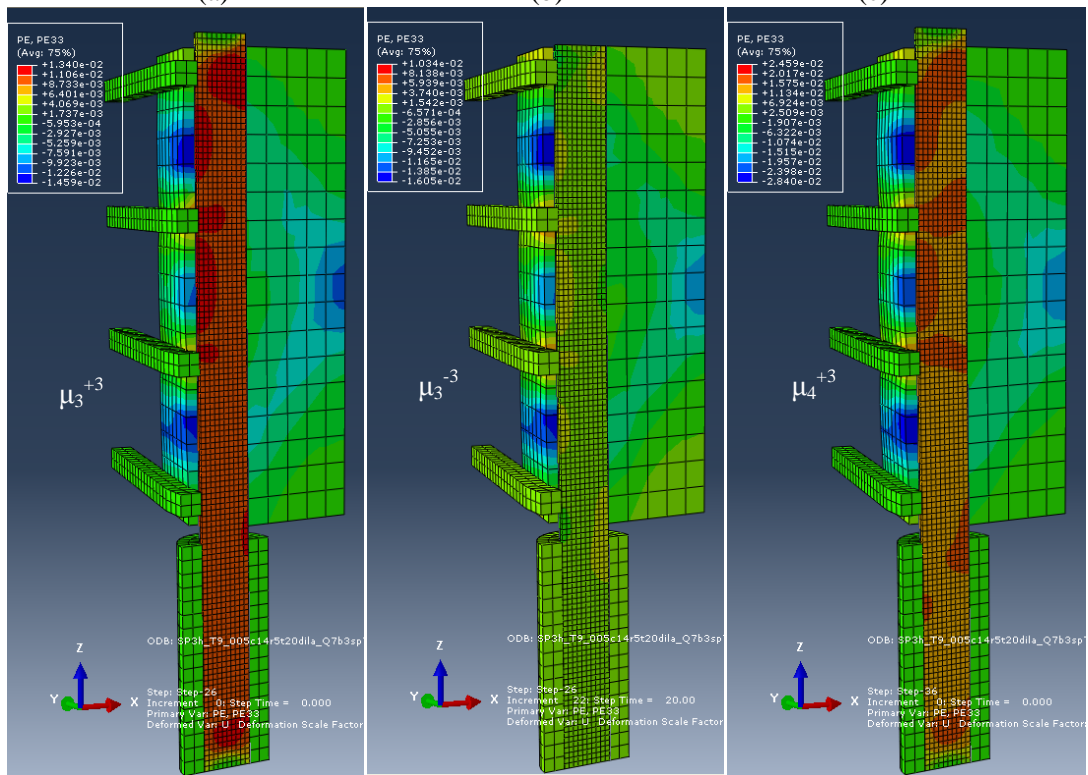 (a) (b) (c)
PE, PE33
(Avg: 75%)
+1.340e-02
+1.106e-02
+8.733e-03
+6.401e-03
+4.069e-03
+1.737e-03
-5.953e-04
-2.927e-03
-5.259e-03
-7.591e-03
-9.923e-03
-1.226e-02
-1.459e-02
μ3+3
ODB: SP3h_T9_005c14r5t20dila_Q7b3sp
Z
Y
X
Step: Step-26
Increment 0: Step Time = 0.000
Primary Var: PE, PE33
Deformed Var: U Deformation Scale Factor
PE, PE33
(Avg: 75%)
+1.034e-02
+8.138e-03
+5.939e-03
+3.740e-03
+1.542e-03
-6.571e-04
-2.856e-03
-5.055e-03
-7.253e-03
-9.452e-03
-1.165e-02
-1.385e-02
-1.605e-02
μ3-3
ODB: SP3h_T9_005c14r5t20dila_Q7b3sp
Z
Y
X
Step: Step-26
Increment 22: Step Time = 20.00
Primary Var: PE, PE33
Deformed Var: U Deformation Scale Factor
PE, PE33
(Avg: 75%)
+2.459e-02
+2.017e-02
+1.575e-02
+1.134e-02
+6.924e-03
+2.509e-03
-1.907e-03
-6.322e-03
-1.074e-02
-1.515e-02
-1.957e-02
-2.398e-02
-2.840e-02
μ4+3
ODB: SP3h_T9_005c14r5t20dila_Q7b3sp
Z
Y
X
Step: Step-36
Increment 0: Step Time = 0.000
Primary Var: PE, PE33
Deformed Var: U Deformation Scale Factor